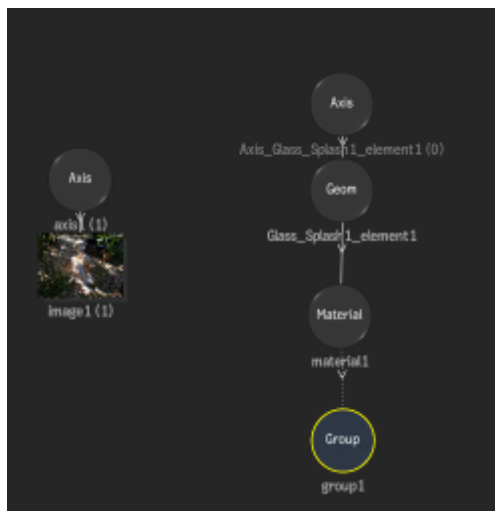 Axis
Axis_Glass_Splash1_element1 (0)
Geom
Glass_Splash1_element1
Material
material1
Group
group1
Axis
axis1 (1)
image1 (1)